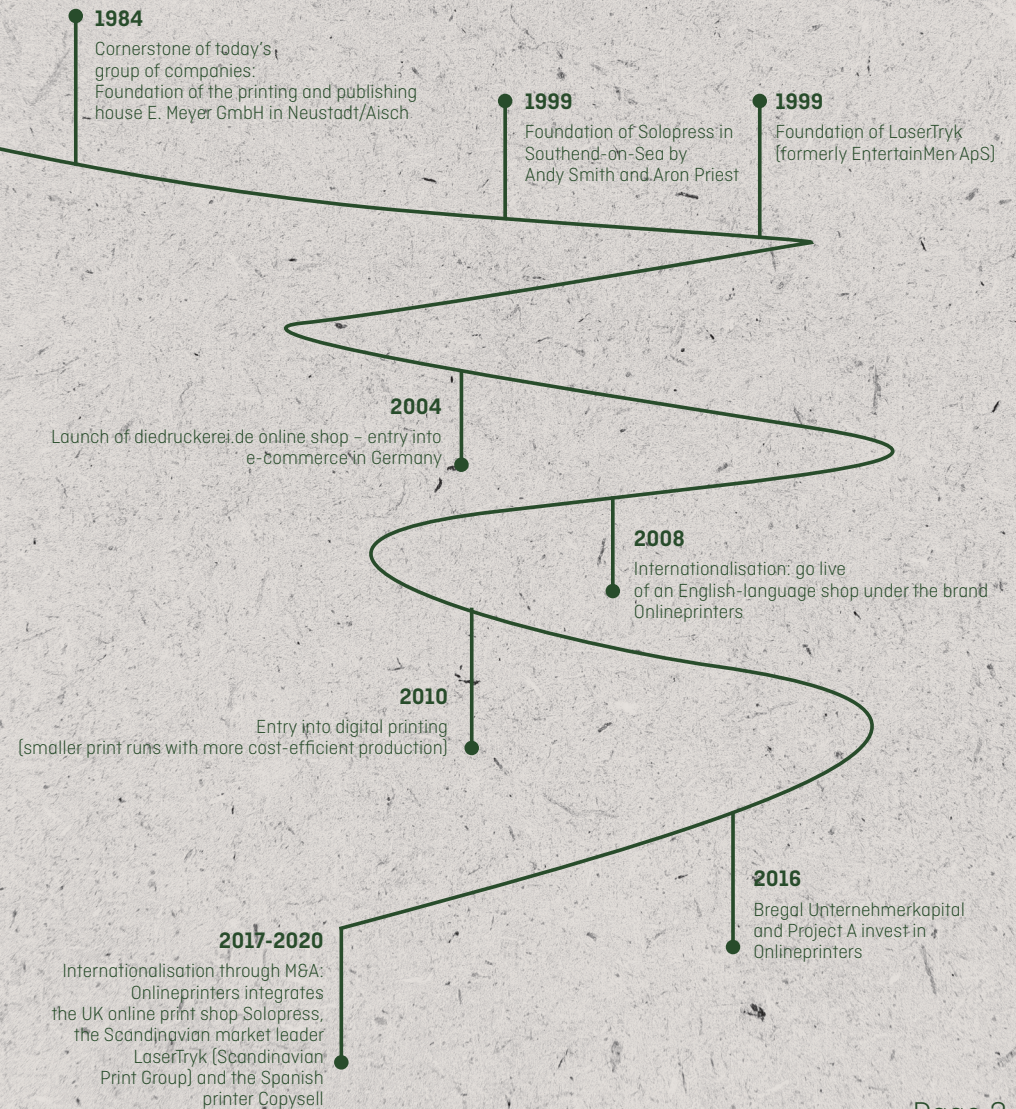 1984
Cornerstone of today's
group of companies:
Foundation of the printing and publishing
house E. Meyer GmbH in Neustadt/Aisch
1999
Foundation of Solopress in
Southend-on-Sea by
Andy Smith and Aron Priest
1999
Foundation of LaserTryk
(formerly EntertainMen ApS)
2004
Launch of diedruckerei.de online shop – entry into
e-commerce in Germany
2008
Internationalisation: go live
of an English-language shop under the brand
Onlineprinters
2010
Entry into digital printing
(smaller print runs with more cost-efficient production)
2016
Bregal Unternehmerkapital
and Project A invest in
Onlineprinters
2017-2020
Internationalisation through M&A:
Onlineprinters integrates
the UK online print shop Solopress,
the Scandinavian market leader
LaserTryk (Scandinavian
Print Group) and the Spanish
printer Copysell